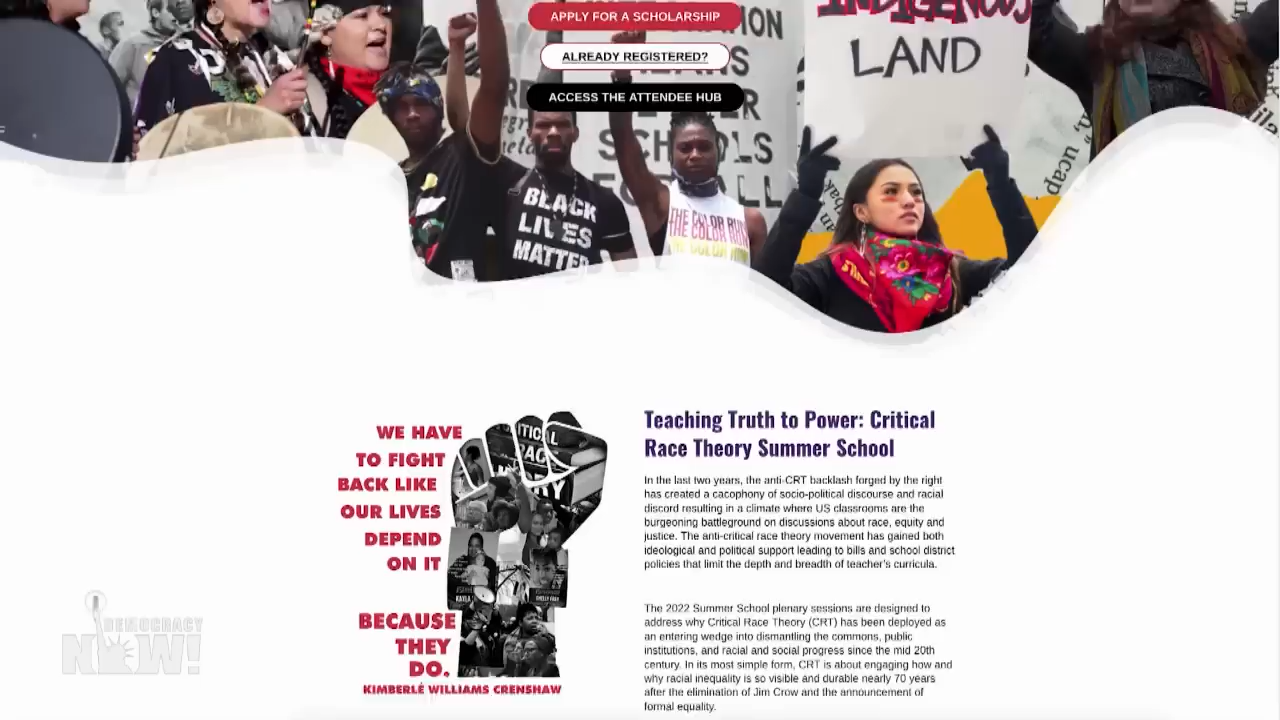 APPLY FOR A SCHOLARSHIP
INDIGENOUS
ALREADY REGISTERED?
LAND
ACCESS THE ATTENDEE HUB
SCHOOLS
BLACK
LIVES
MATTER
THE COLOR RUN
ucap
WE HAVE
TO FIGHT
BACK LIKE
OUR LIVES
DEPEND
ON IT
BECAUSE
THEY
DO.
KIMBERLÉ WILLIAMS CRENSHAW
Teaching Truth to Power: Critical
Race Theory Summer School
In the last two years, the anti-CRT backlash forged by the right
has created a cacophony of socio-political discourse and racial
discord resulting in a climate where US classrooms are the
burgeoning battleground on discussions about race, equity and
justice. The anti-critical race theory movement has gained both
ideological and political support leading to bills and school district
policies that limit the depth and breadth of teacher's curricula.
The 2022 Summer School plenary sessions are designed to
address why Critical Race Theory (CRT) has been deployed as
an entering wedge into dismantling the commons, public
institutions, and racial and social progress since the mid 20th
century. In its most simple form, CRT is about engaging how and
why racial inequality is so visible and durable nearly 70 years
after the elimination of Jim Crow and the announcement of
formal equality.
DEMOCRACY
NOW!